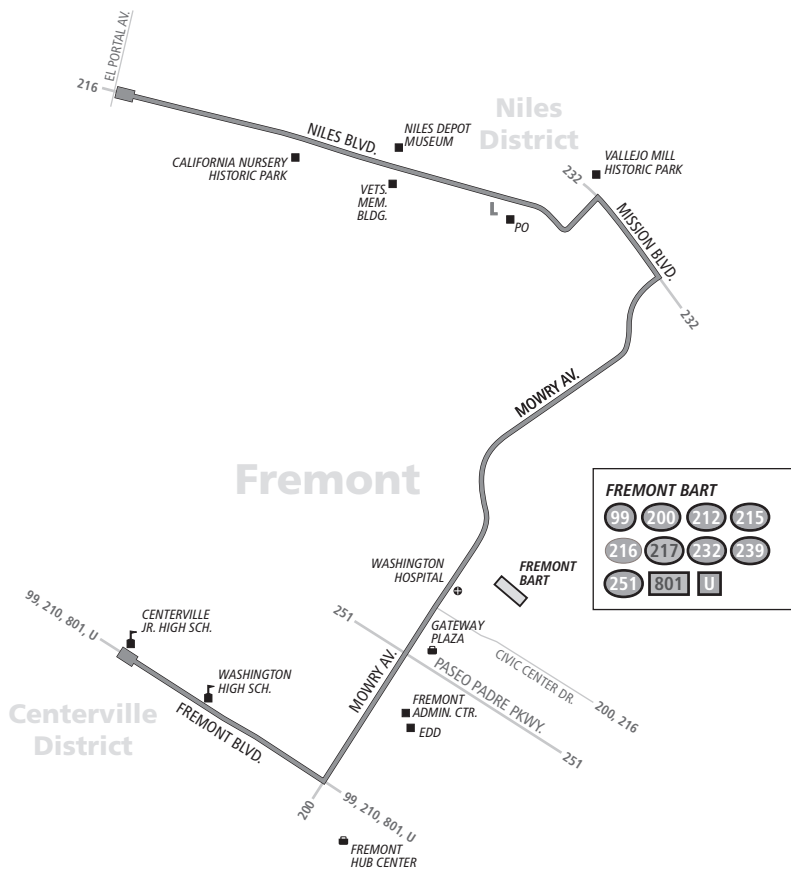 EL PORTAL AV.
216
Niles
District
NILES BLVD.
NILES DEPOT
MUSEUM
CALIFORNIA NURSERY
HISTORIC PARK
VETS.
MEM.
BLDG.
L
PO
VALLEJO MILL
HISTORIC PARK
232
MISSION BLVD.
232
MOWRY AV.
Fremont
FREMONT BART
99 200 212 215
216 217 232 239
251 801 U
WASHINGTON
HOSPITAL
FREMONT
BART
99, 210, 801, U
CENTERVILLE
JR. HIGH SCH.
251
GATEWAY
PLAZA
CIVIC CENTER DR.
200, 216
WASHINGTON
HIGH SCH.
MOWRY AV.
PASEO PADRE PKWY.
251
Centerville
District
FREMONT BLVD.
FREMONT
ADMIN. CTR.
EDD
200
99, 210, 801, U
FREMONT
HUB CENTER